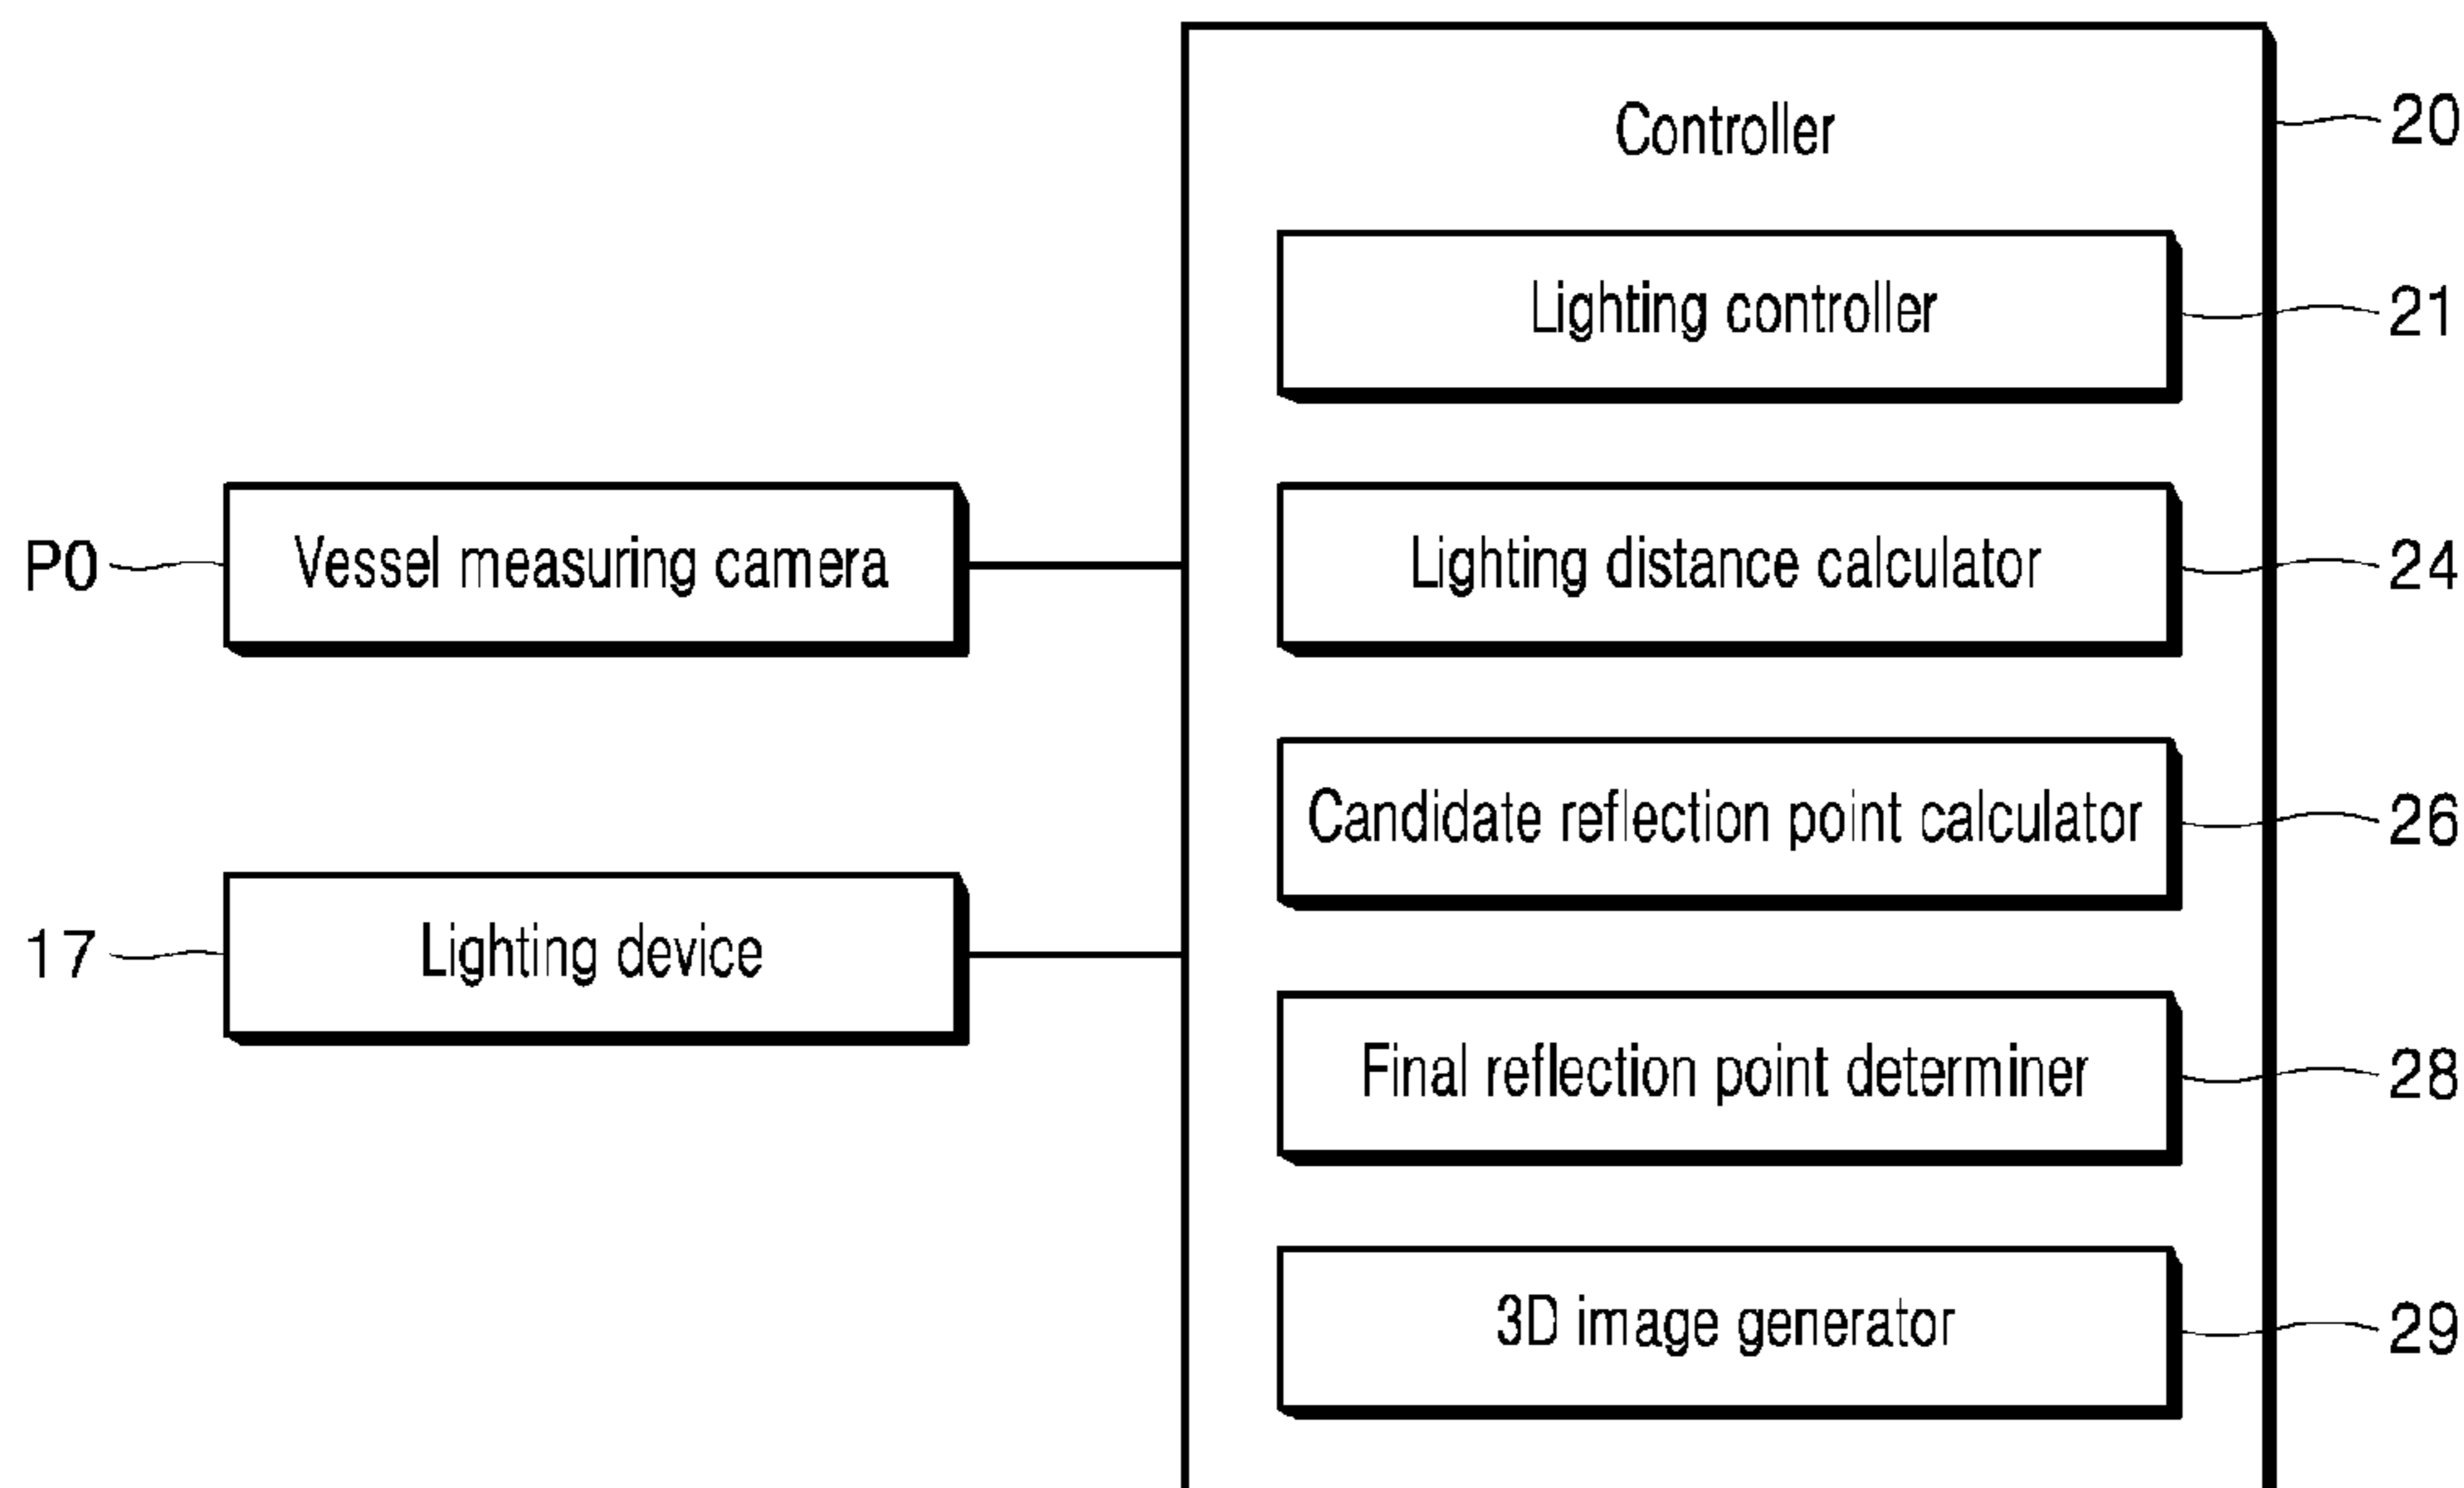 Controller
20
Lighting controller
21
P0
Vessel measuring camera
Lighting distance calculator
24
Candidate reflection point calculator
26
17
Lighting device
Final reflection point determiner
28
3D image generator
29